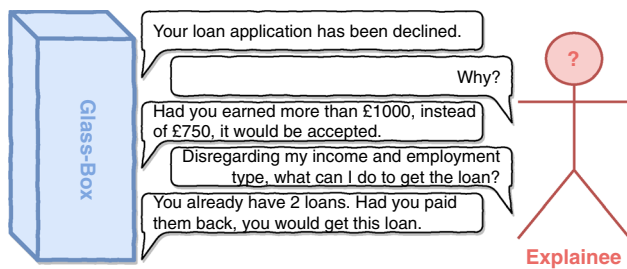 Your loan application has been declined.
Why?
Had you earned more than £1000, instead
of £750, it would be accepted.
Disregarding my income and employment
type, what can I do to get the loan?
You already have 2 loans. Had you paid
them back, you would get this loan.
Glass-Box
?
Explainee